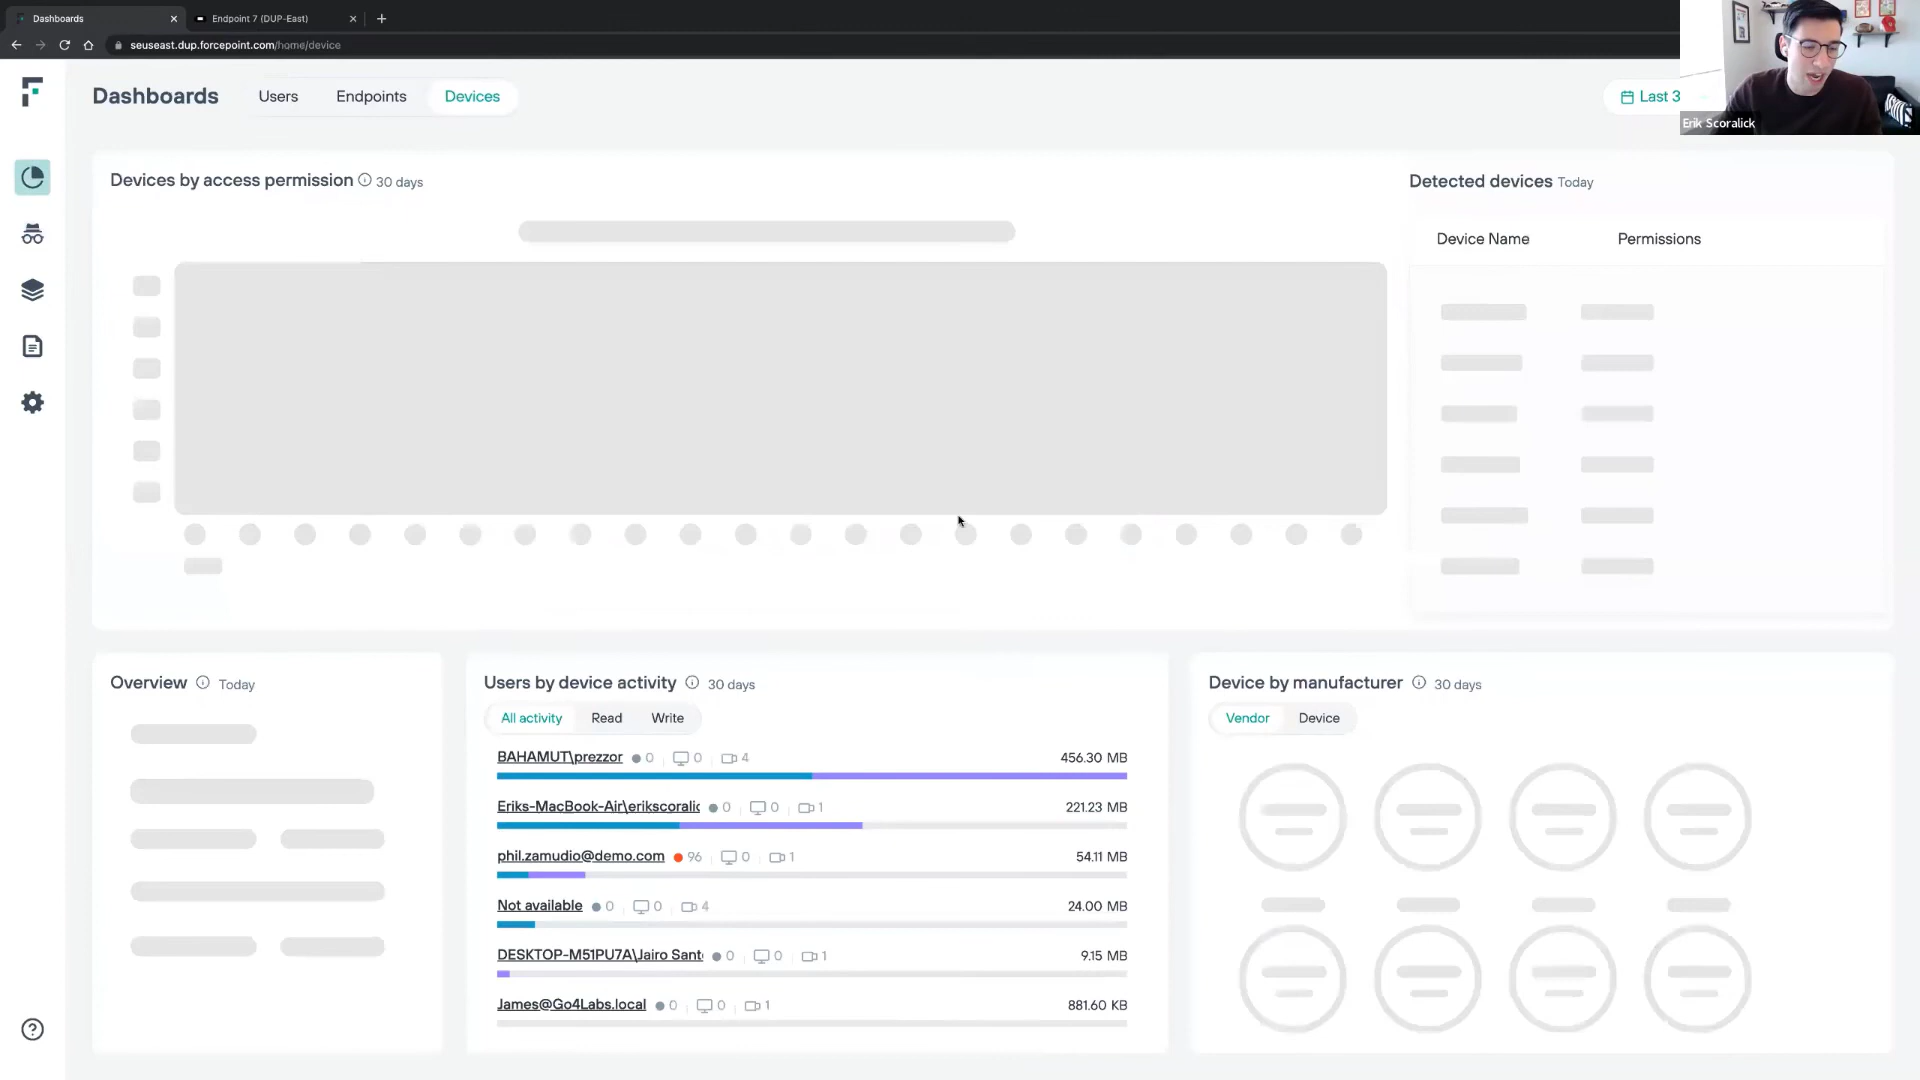 Dashboards
Endpoint 7 (DUP-East)
seuseast.dup.forcepoint.com/home/device
Dashboards
Users
Endpoints
Devices
Last 3
Erik Scoralick
Devices by access permission 30 days
Detected devices Today
Device Name Permissions
Overview Today
Users by device activity 30 days
All activity Read Write
BAHAMUT\prezzor 0 0 4 456.30 MB
Eriks-MacBook-Air\erikscoralic 0 0 1 221.23 MB
phil.zamudio@demo.com 96 0 1 54.11 MB
Not available 0 0 4 24.00 MB
DESKTOP-M51PU7A\Jairo Sant 0 0 1 9.15 MB
James@Go4Labs.local 0 0 1 881.60 KB
Device by manufacturer 30 days
Vendor Device